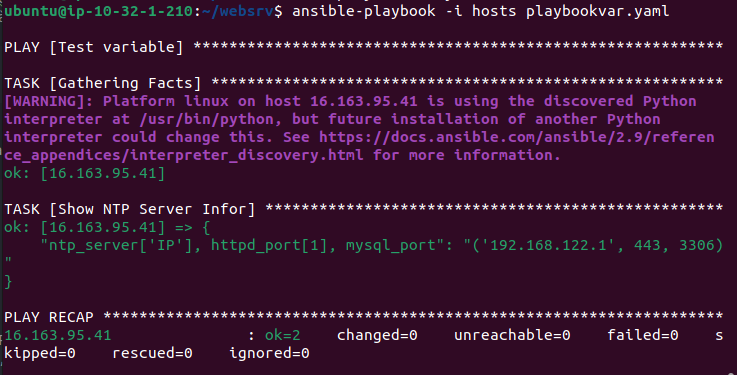 ubuntu@ip-10-32-1-210:~/websrv$ ansible-playbook -i hosts playbookvar.yaml
PLAY [Test variable] *****************************************************
TASK [Gathering Facts] ***************************************************
[WARNING]: Platform linux on host 16.163.95.41 is using the discovered Python
interpreter at /usr/bin/python, but future installation of another Python
interpreter could change this. See https://docs.ansible.com/ansible/2.9/referen
ce_appendices/interpreter_discovery.html for more information.
ok: [16.163.95.41]
TASK [Show NTP Server Infor] *********************************************
ok: [16.163.95.41] => {
    "ntp_server['IP'], httpd_port[1], mysql_port": "('192.168.122.1', 443, 3306)
"
}
PLAY RECAP ***************************************************************
16.163.95.41               : ok=2    changed=0    unreachable=0    failed=0    s
kipped=0    rescued=0    ignored=0